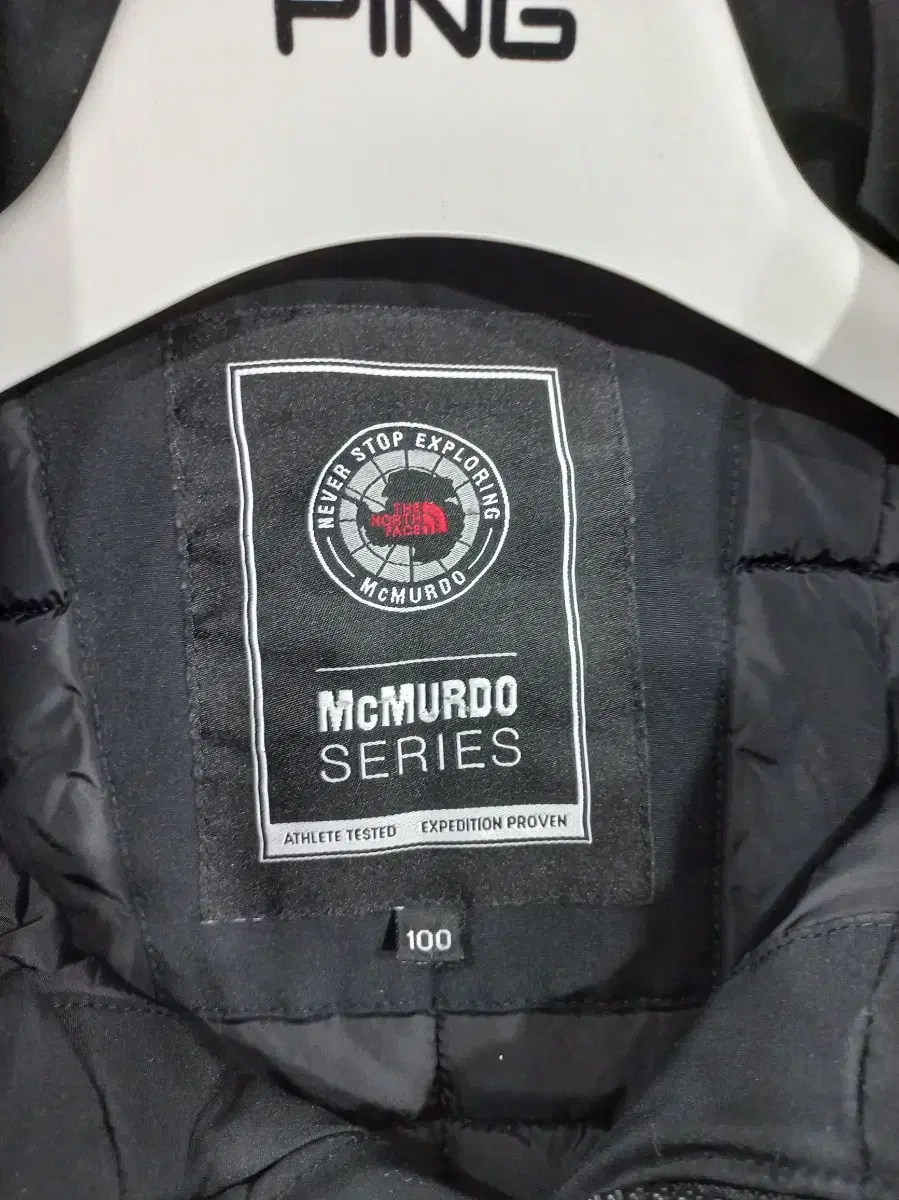 PING
NEVER STOP EXPLORING
THE
NORTH
FACE
McMURDO
McMURDO
SERIES
ATHLETE TESTED EXPEDITION PROVEN
100